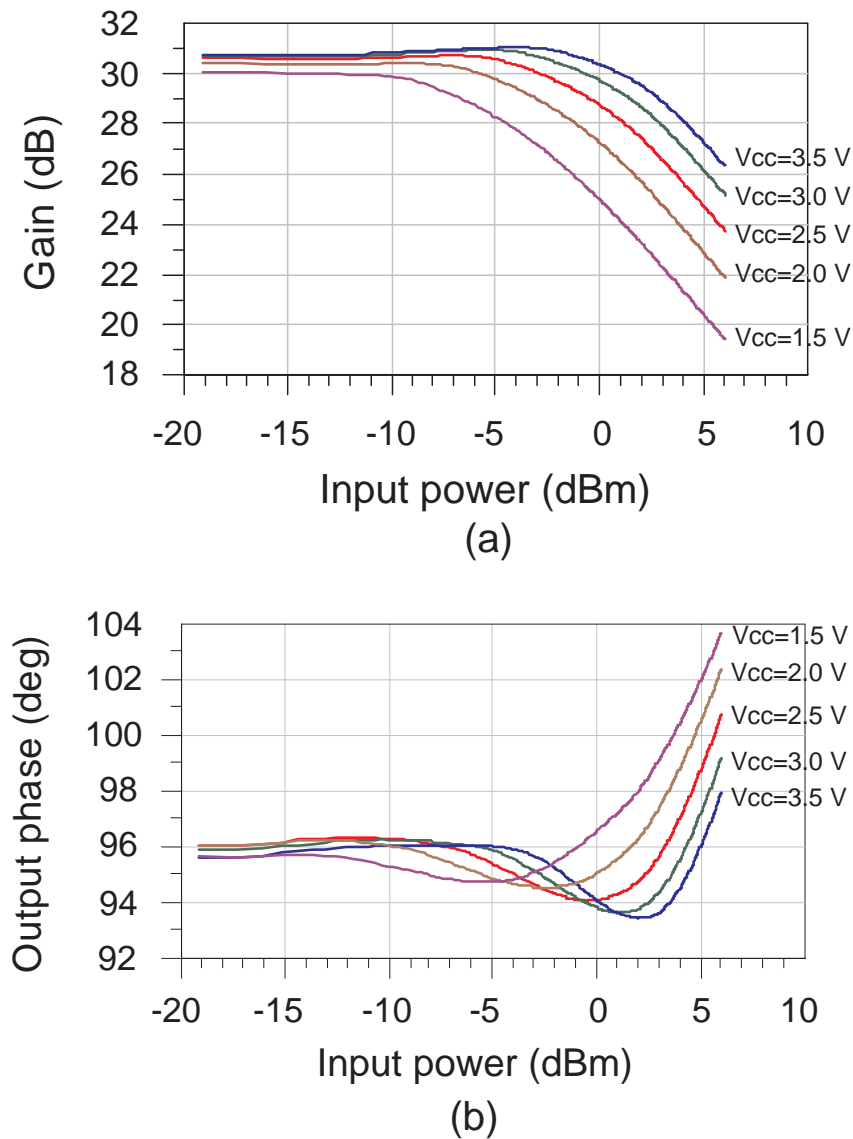 32
30
28
26
24
22
20
18
Gain (dB)
Vcc=3.5 V
Vcc=3.0 V
Vcc=2.5 V
Vcc=2.0 V
Vcc=1.5 V
-20 -15 -10 -5 0 5 10
Input power (dBm)
(a)
104
102
100
98
96
94
92
Output phase (deg)
Vcc=1.5 V
Vcc=2.0 V
Vcc=2.5 V
Vcc=3.0 V
Vcc=3.5 V
-20 -15 -10 -5 0 5 10
Input power (dBm)
(b)